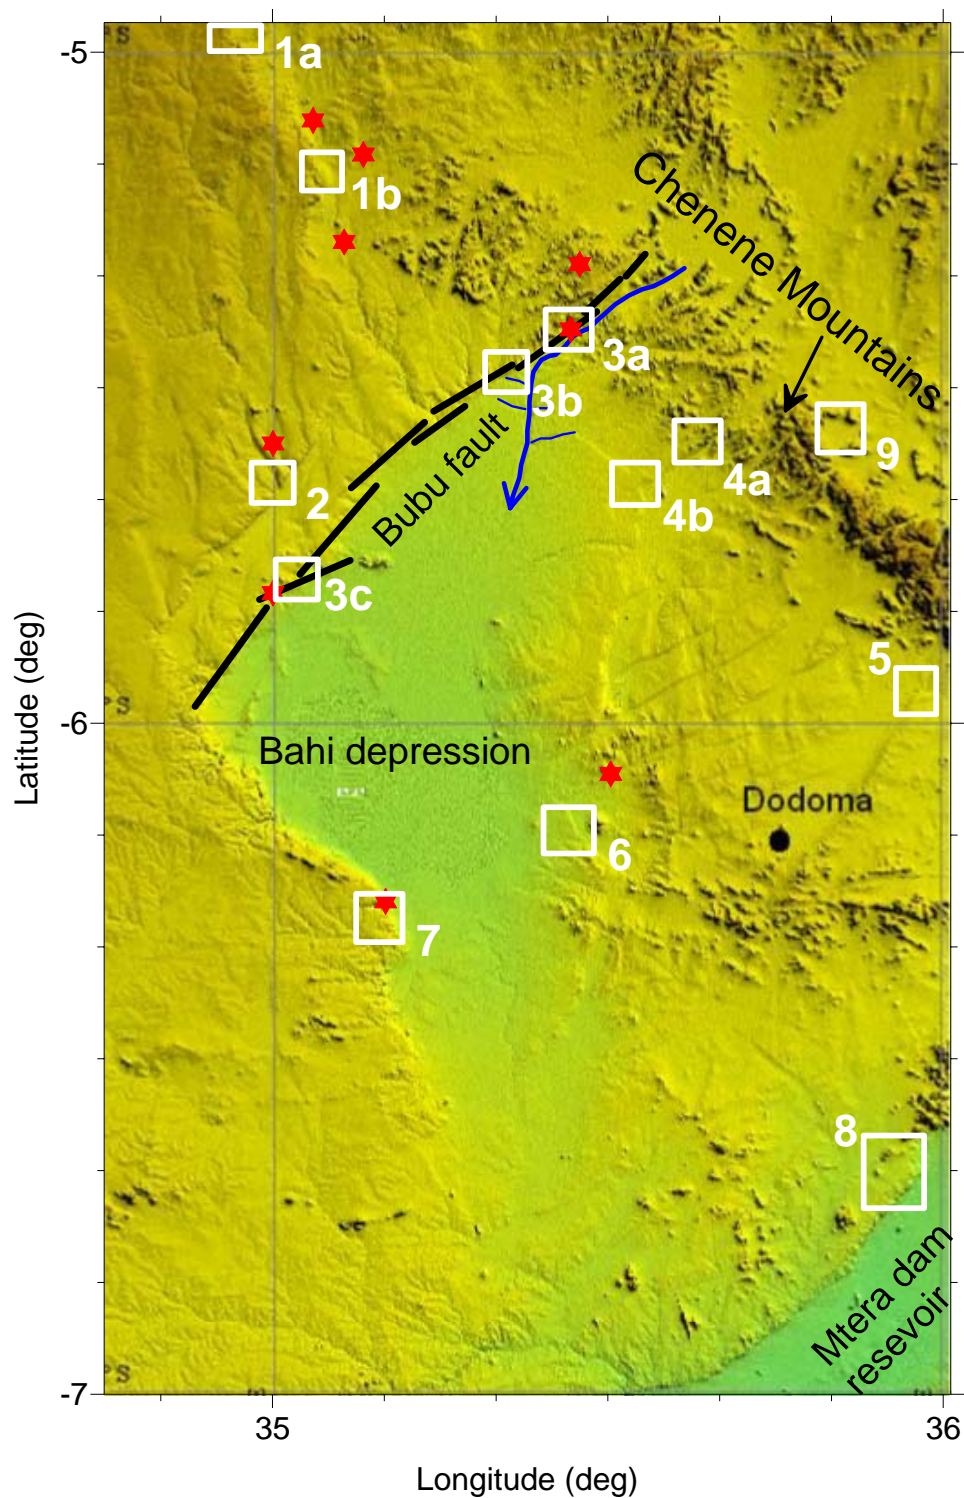 -5
1a
1b
Chenene Mountains
3a
3b
9
4a
4b
Bubu fault
2
3c
5
Latitude (deg)
-6
Bahi depression
Dodoma
6
7
8
Mtera dam
resevoir
-7
35
36
Longitude (deg)